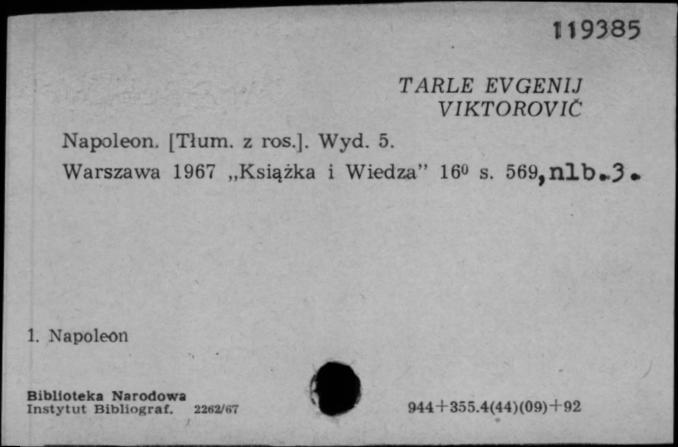 119385
TARLE EVGENIJ
VIKTOROVIČ
Napoleon. [Tłum. z ros.]. Wyd. 5.
Warszawa 1967 „Książka i Wiedza” 16⁰ s. 569,nlb.3.
1. Napoleon
Biblioteka Narodowa
Instytut Bibliograf. 2262/67
944+355.4(44)(09)+92